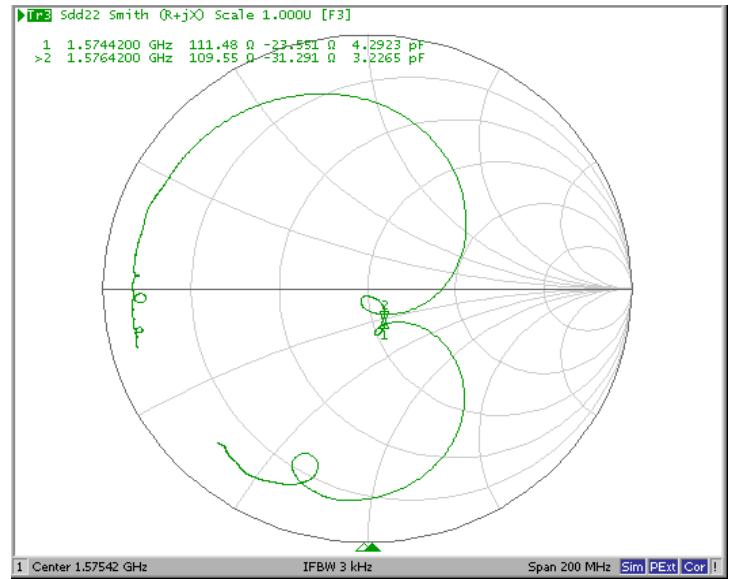 Tr3 Sdd22 Smith (R+jX) Scale 1.000U [F3]
1 1.5744200 GHz 111.48 Ω -23.551 Ω 4.2923 pF
>2 1.5764200 GHz 109.55 Ω -31.291 Ω 3.2265 pF
2
1
1 Center 1.57542 GHz IFBW 3 kHz Span 200 MHz Sim PExt Cor !